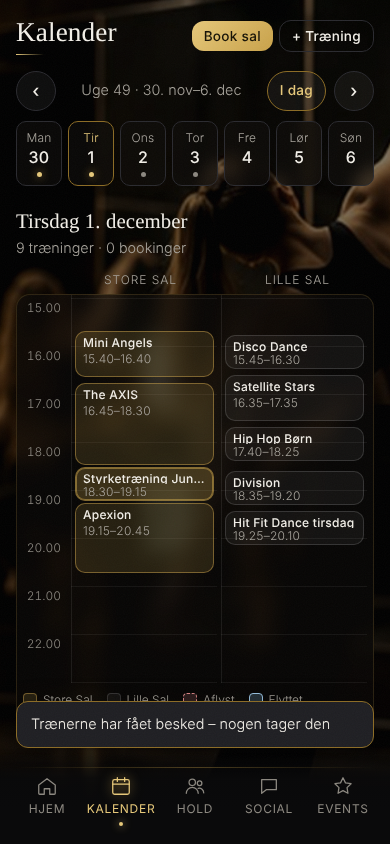 Kalender
Book sal
+ Træning
‹
Uge 49 · 30. nov–6. dec
I dag
›
Man Tir Ons Tor Fre Lør Søn
30 1 2 3 4 5 6
Tirsdag 1. december
9 træninger · 0 bookinger
STORE SAL LILLE SAL
15.00
16.00
17.00
18.00
19.00
20.00
21.00
22.00
Mini Angels
15.40–16.40
The AXIS
16.45–18.30
Styrketræning Jun...
18.30–19.15
Apexion
19.15–20.45
Disco Dance
15.45–16.30
Satellite Stars
16.35–17.35
Hip Hop Børn
17.40–18.25
Division
18.35–19.20
Hit Fit Dance tirsdag
19.25–20.10
Store Sal Lille Sal Aflyst Flyttet
Trænerne har fået besked – nogen tager den
HJEM KALENDER HOLD SOCIAL EVENTS